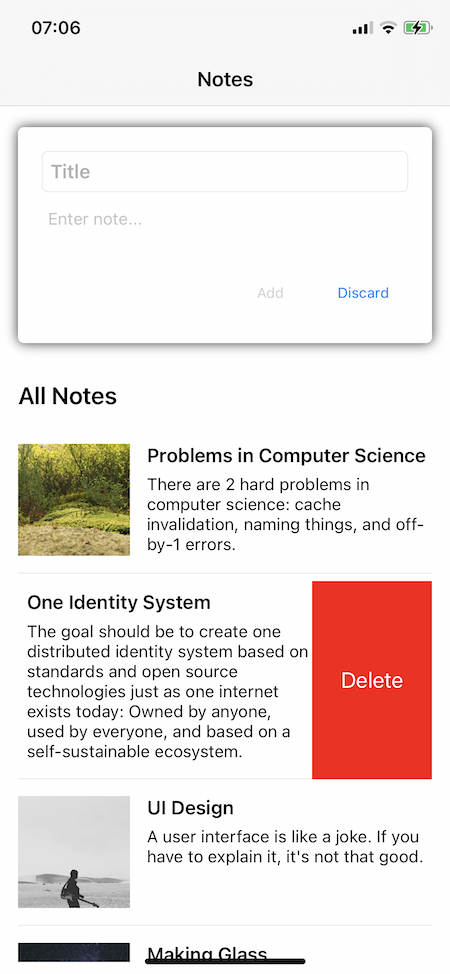 07:06
Notes
Title
Enter note...
Add
Discard
All Notes
Problems in Computer Science
There are 2 hard problems in
computer science: cache
invalidation, naming things, and off-
by-1 errors.
One Identity System
The goal should be to create one
distributed identity system based on
standards and open source
technologies just as one internet
exists today: Owned by anyone,
used by everyone, and based on a
self-sustainable ecosystem.
Delete
UI Design
A user interface is like a joke. If you
have to explain it, it's not that good.
Making Glass